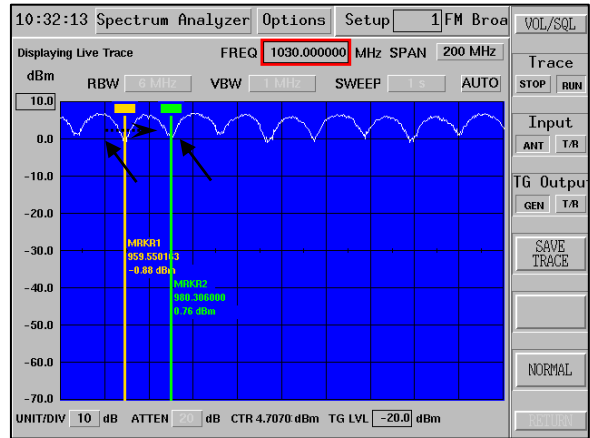 10:32:13 Spectrum Analyzer Options Setup 1 FM Broa
VOL/SQL
Displaying Live Trace FREQ 1030.000000 MHz SPAN 200 MHz
Trace
dBm RBW 6 MHz VBW 1 MHz SWEEP 1 s AUTO
STOP RUN
10.0
Input
0.0
ANT T/R
-10.0
TG Outpu
GEN T/R
-20.0
-30.0
MRKR1
959.550163
-0.88 dBm
SAVE
TRACE
-40.0
MRKR2
980.306000
0.76 dBm
-50.0
-60.0
NORMAL
-70.0
UNIT/DIV 10 dB ATTEN 20 dB CTR 4.7070 dBm TG LVL -20.0 dBm
RETURN